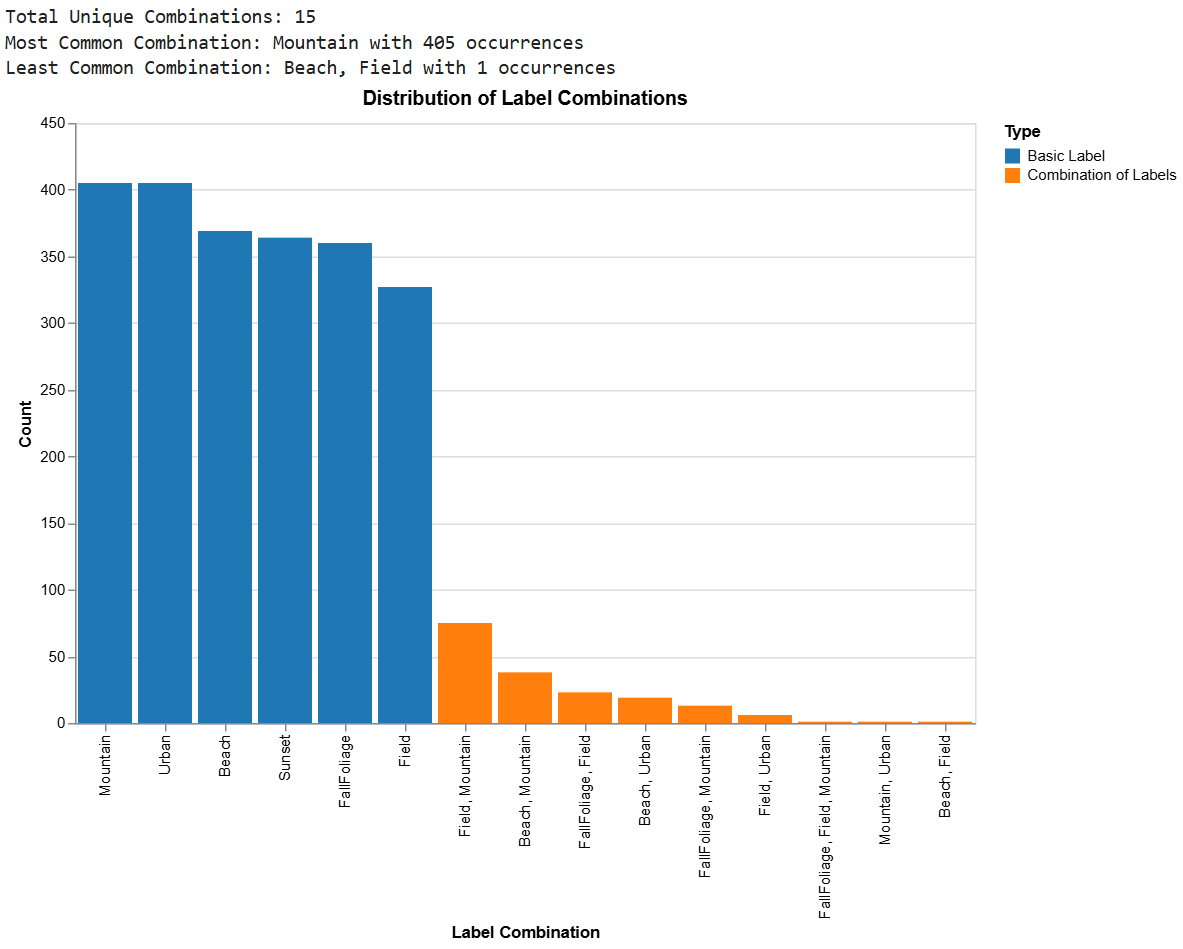 Total Unique Combinations: 15
Most Common Combination: Mountain with 405 occurrences
Least Common Combination: Beach, Field with 1 occurrences
Distribution of Label Combinations
450
400
350
300
250
200
150
100
50
0
Count
Mountain
Urban
Beach
Sunset
FallFoliage
Field
Field, Mountain
Beach, Mountain
FallFoliage, Field
Beach, Urban
FallFoliage, Mountain
Field, Urban
FallFoliage, Field, Mountain
Mountain, Urban
Beach, Field
Label Combination
Type
Basic Label
Combination of Labels